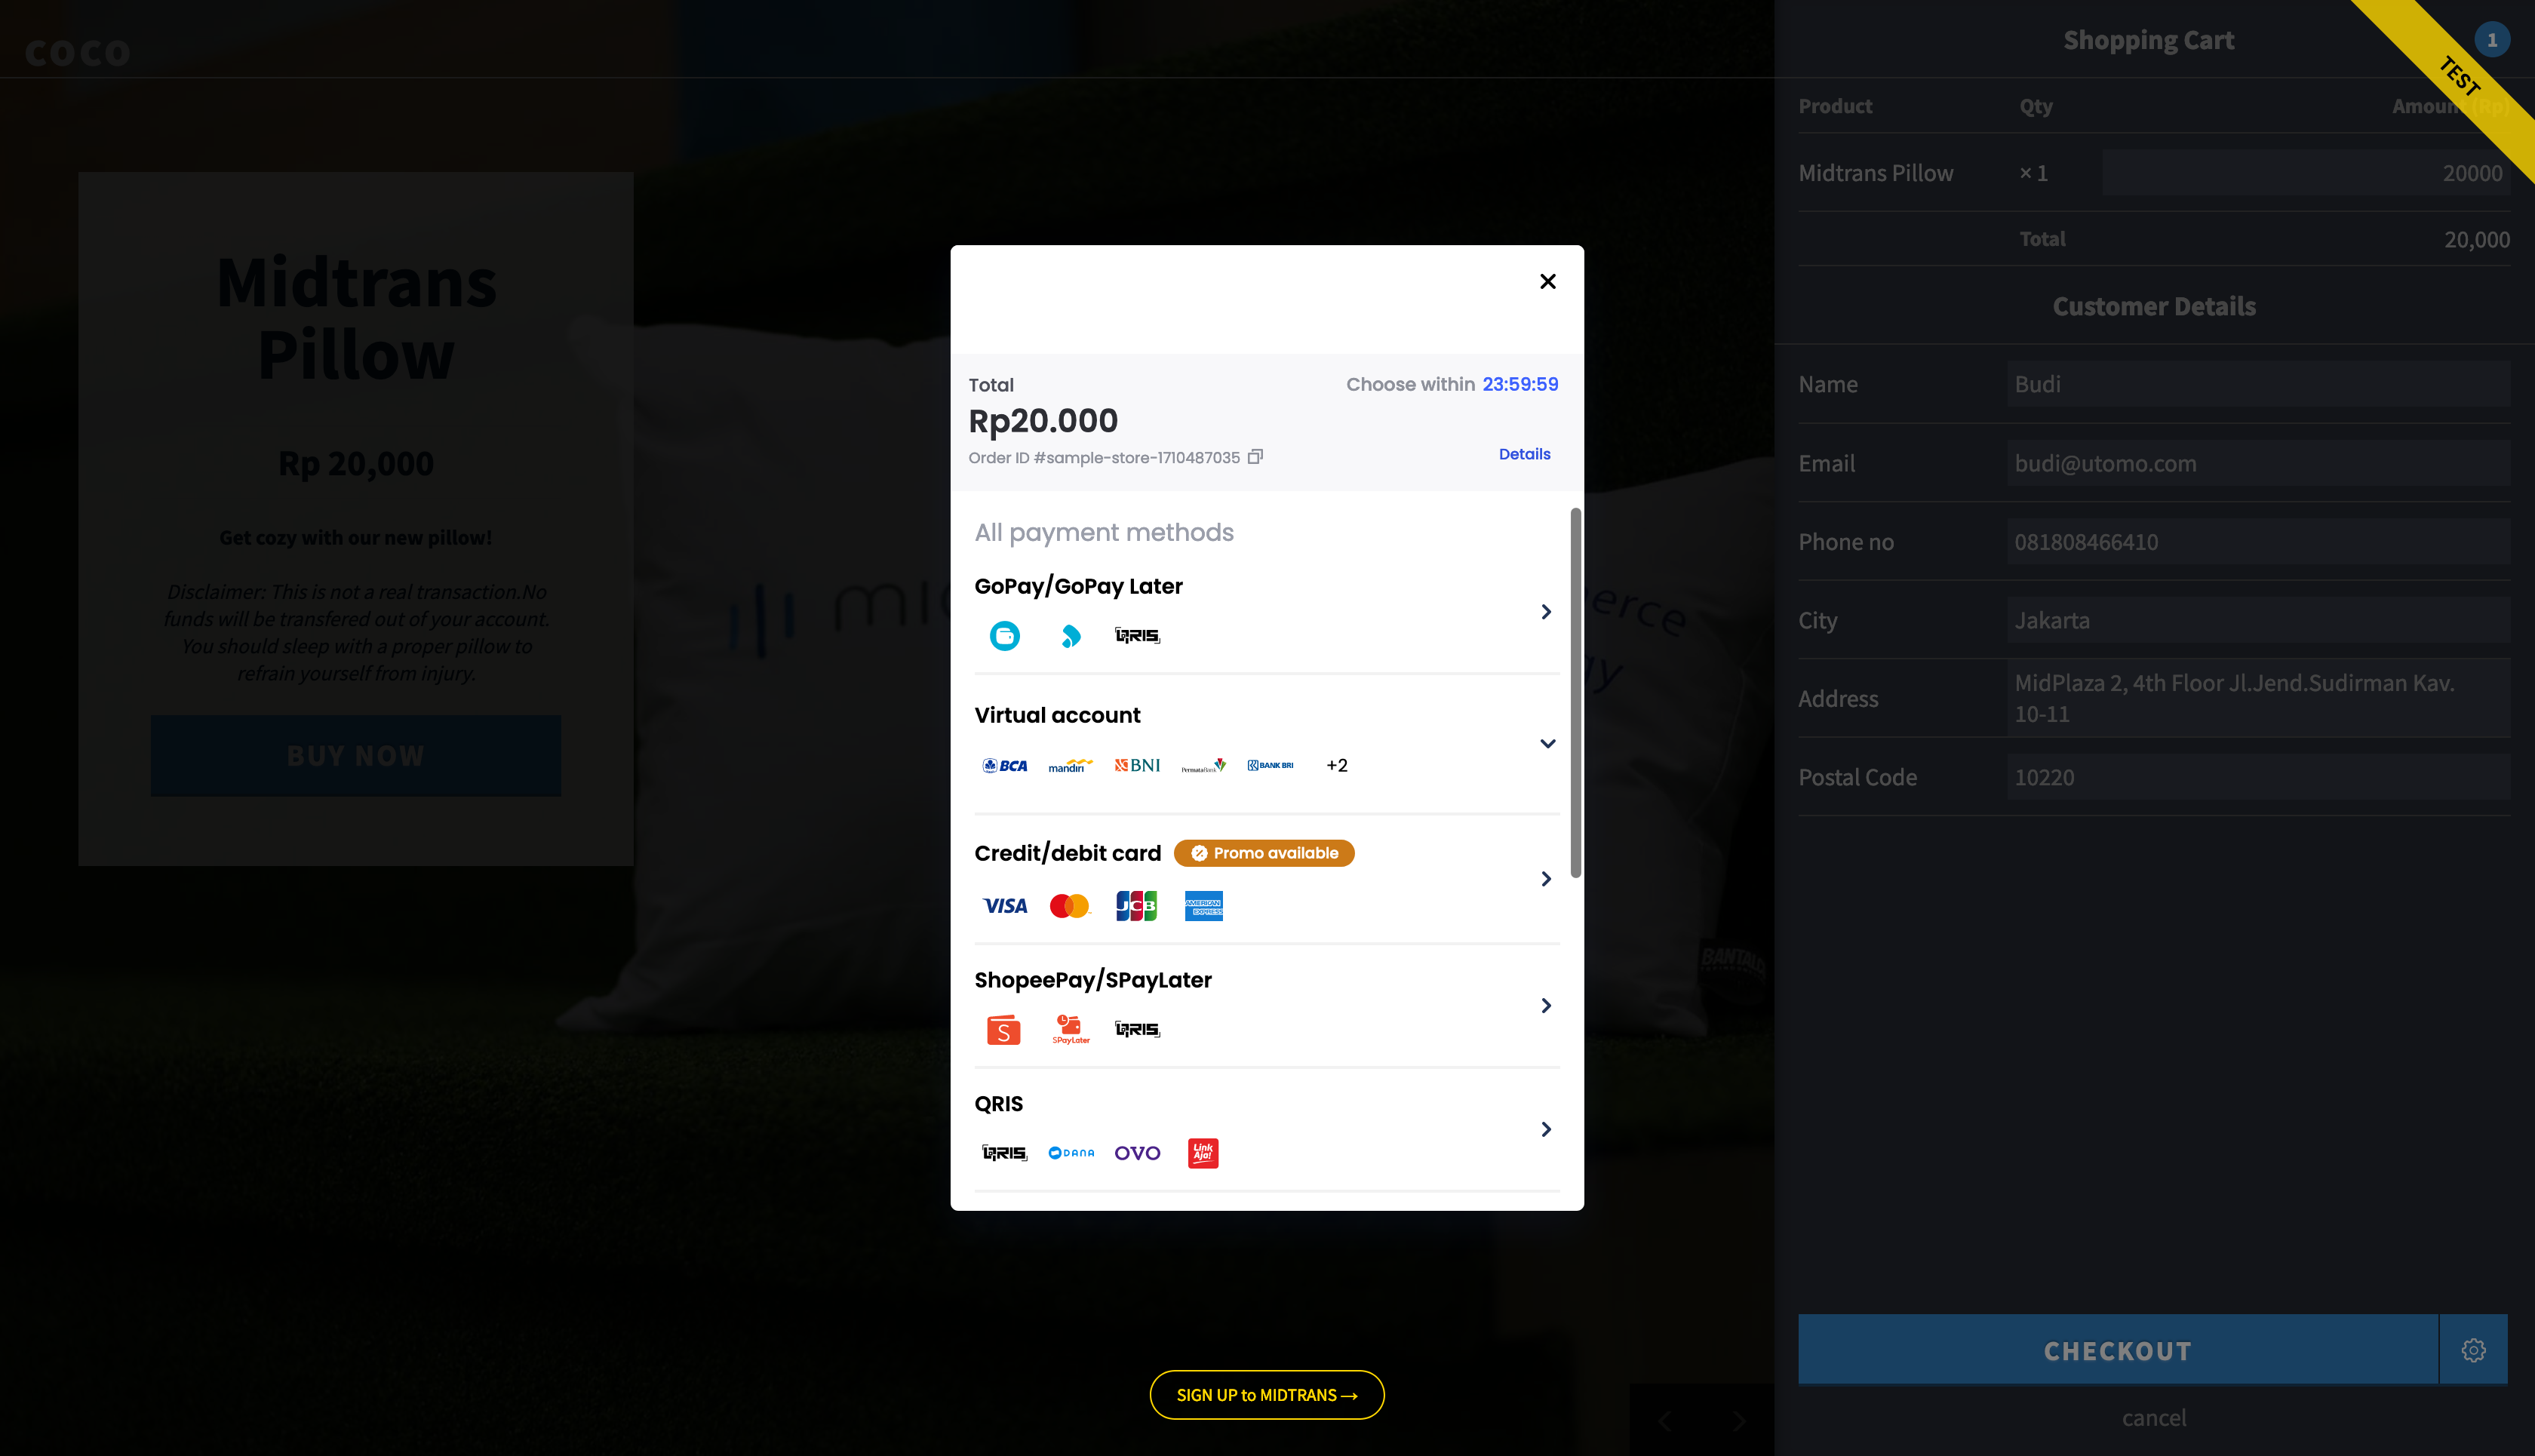 coco
Midtrans
Pillow
Rp 20,000
Get cozy with our new pillow!
Disclaimer: This is not a real transaction.No
funds will be transfered out of your account.
You should sleep with a proper pillow to
refrain yourself from injury.
BUY NOW
Total
Choose within 23:59:59
Rp20.000
Order ID #sample-store-1710487035
Details
All payment methods
GoPay/GoPay Later
QRIS
Virtual account
BCA mandiri BNI PermataBank BANK BRI +2
Credit/debit card Promo available
VISA JCB AMERICAN EXPRESS
ShopeePay/SPayLater
S SPayLater QRIS
QRIS
QRIS DANA OVO LinkAja!
SIGN UP to MIDTRANS →
Shopping Cart
1
TEST
Product Qty Amount (Rp)
Midtrans Pillow × 1 20000
Total 20,000
Customer Details
Name Budi
Email budi@utomo.com
Phone no 081808466410
City Jakarta
Address MidPlaza 2, 4th Floor Jl.Jend.Sudirman Kav.
10-11
Postal Code 10220
CHECKOUT
cancel